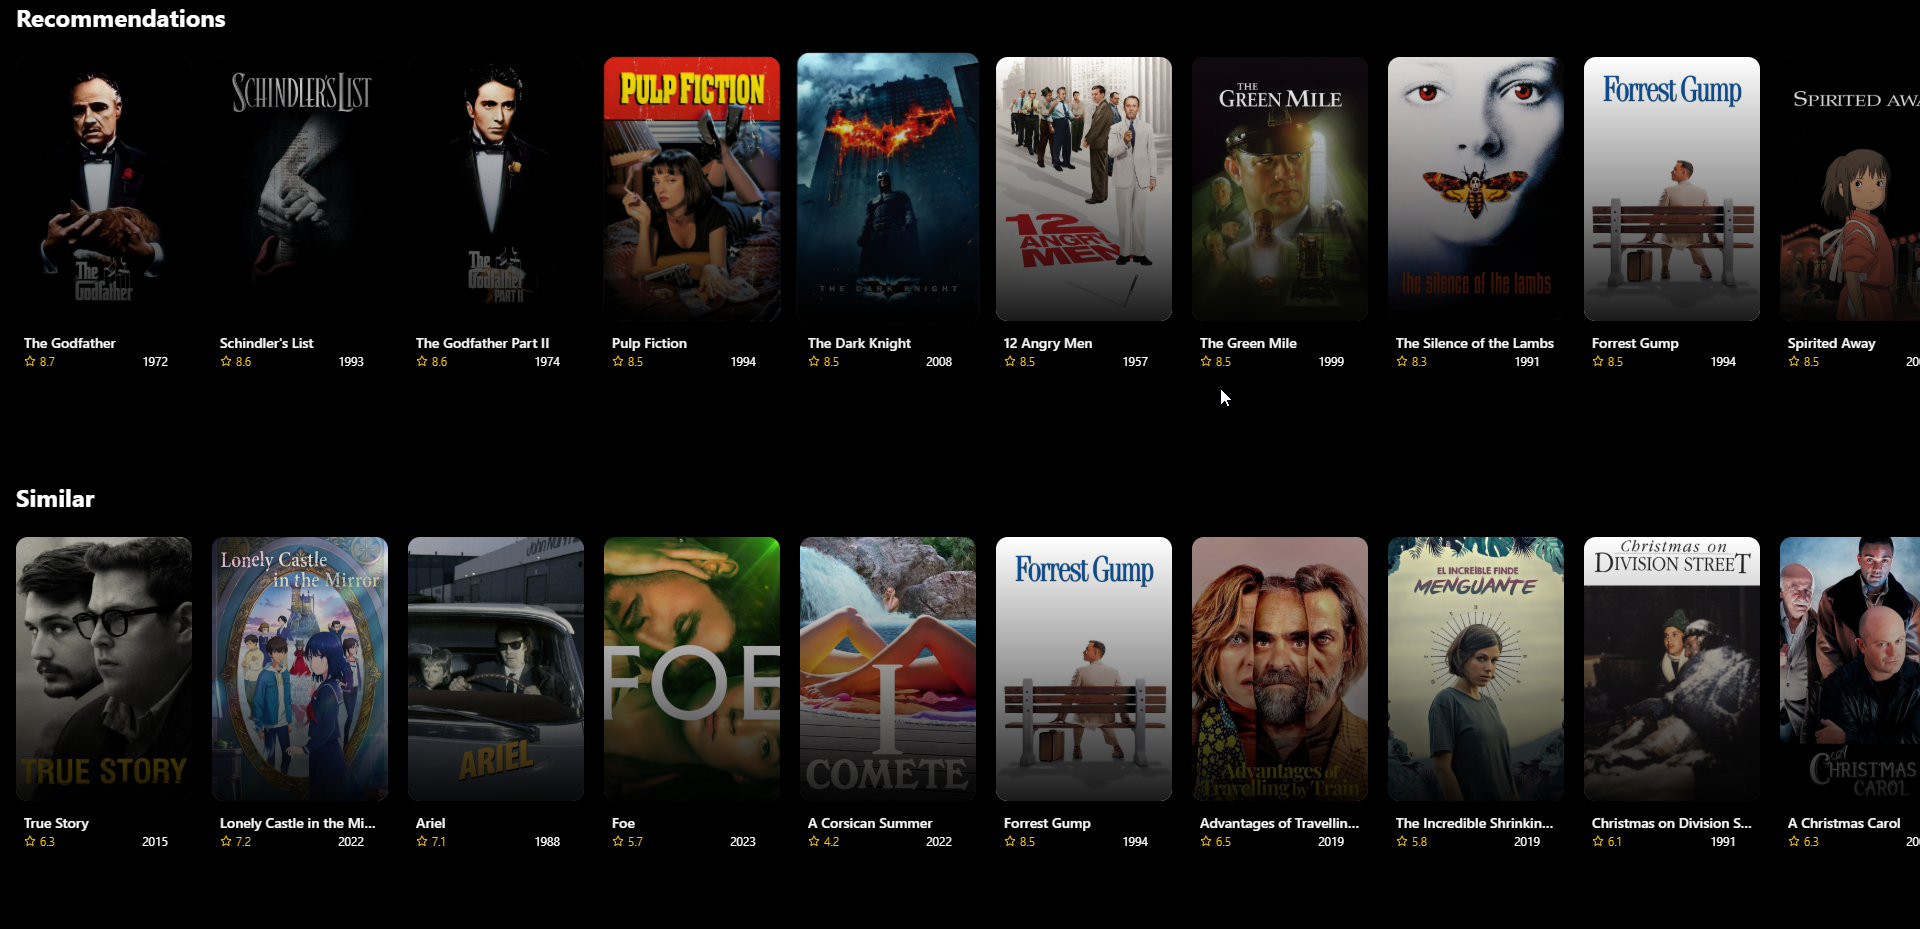 Recommendations
The Godfather
SCHINDLER'S LIST
The Godfather PART II
PULP FICTION
THE DARK KNIGHT
12 ANGRY MEN
THE GREEN MILE
the silence of the lambs
Forrest Gump
SPIRITED AWA
The Godfather
8.7 1972
Schindler's List
8.6 1993
The Godfather Part II
8.6 1974
Pulp Fiction
8.5 1994
The Dark Knight
8.5 2008
12 Angry Men
8.5 1957
The Green Mile
8.5 1999
The Silence of the Lambs
8.3 1991
Forrest Gump
8.5 1994
Spirited Away
8.5 20
Similar
TRUE STORY
Lonely Castle
in the Mirror
ARIEL
FOE
I
COMETE
Forrest Gump
Advantages of
Travelling by Train
EL INCREÍBLE FINDE
MENGUANTE
Christmas on
DIVISION STREET
A
CHRISTMAS
CAROL
True Story
6.3 2015
Lonely Castle in the Mi...
7.2 2022
Ariel
7.1 1988
Foe
5.7 2023
A Corsican Summer
4.2 2022
Forrest Gump
8.5 1994
Advantages of Travellin...
6.5 2019
The Incredible Shrinkin...
5.8 2019
Christmas on Division S...
6.1 1991
A Christmas Carol
6.3 20